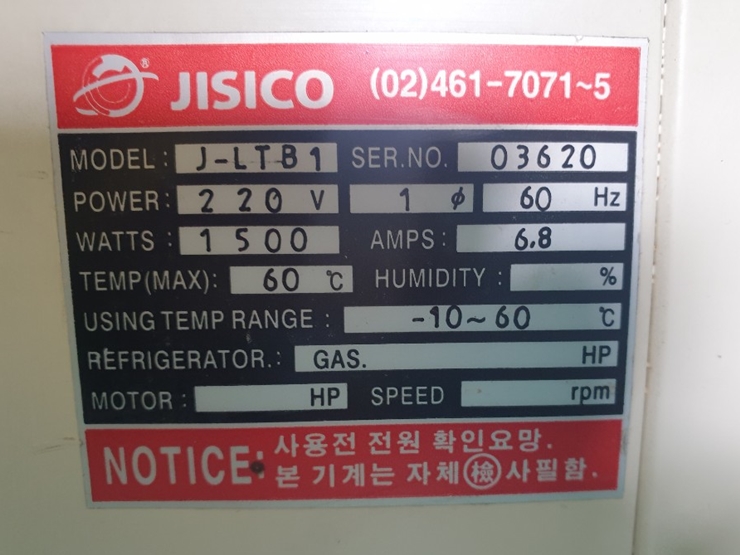 ® JISICO (02)461-7071~5
MODEL: J-LTB1 SER.NO. 03620
POWER: 220 V 1 ϕ 60 Hz
WATTS: 1500 AMPS: 6.8
TEMP(MAX): 60 ℃ HUMIDITY: %
USING TEMP RANGE: -10~60 ℃
REFRIGERATOR.: GAS. HP
MOTOR: HP SPEED rpm
NOTICE: 사용전 전원 확인요망.
본 기계는 자체 檢 사필함.